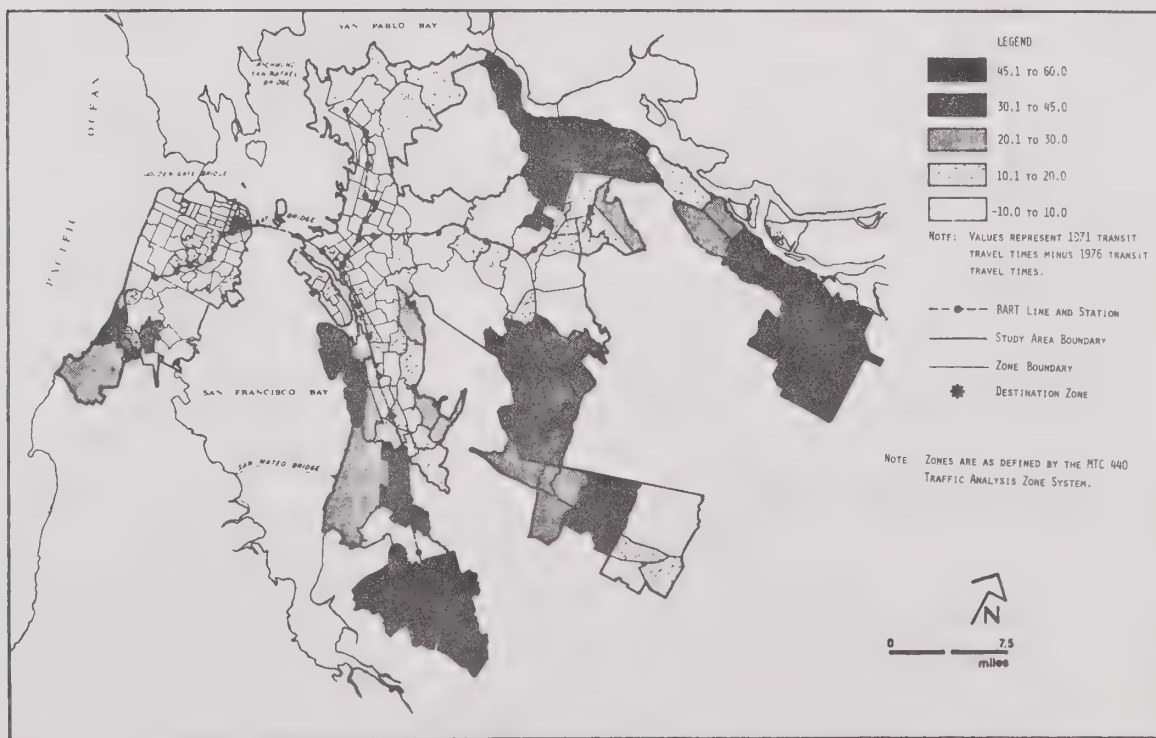 SAN PABLO BAY
RICHMOND
SAN RAFAEL
BRIDGE
OCEAN
PACIFIC
GOLDEN GATE BRIDGE
BAY BRIDGE
SAN FRANCISCO BAY
SAN MATEO BRIDGE
LEGEND
45.1 TO 60.0
30.1 TO 45.0
20.1 TO 30.0
10.1 TO 20.0
-10.0 TO 10.0
NOTE: VALUES REPRESENT 1971 TRANSIT
TRAVEL TIMES MINUS 1976 TRANSIT
TRAVEL TIMES.
BART LINE AND STATION
STUDY AREA BOUNDARY
ZONE BOUNDARY
DESTINATION ZONE
NOTE ZONES ARE AS DEFINED BY THE MTC 440
TRAFFIC ANALYSIS ZONE SYSTEM.
N
0 7.5
miles